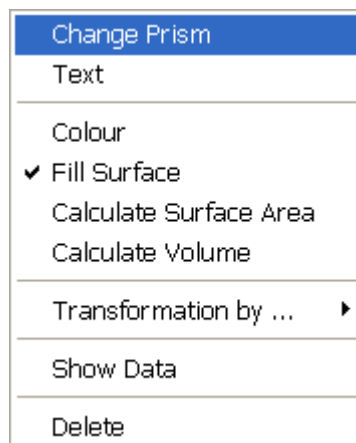 Change Prism
Text
Colour
Fill Surface
Calculate Surface Area
Calculate Volume
Transformation by ...
Show Data
Delete